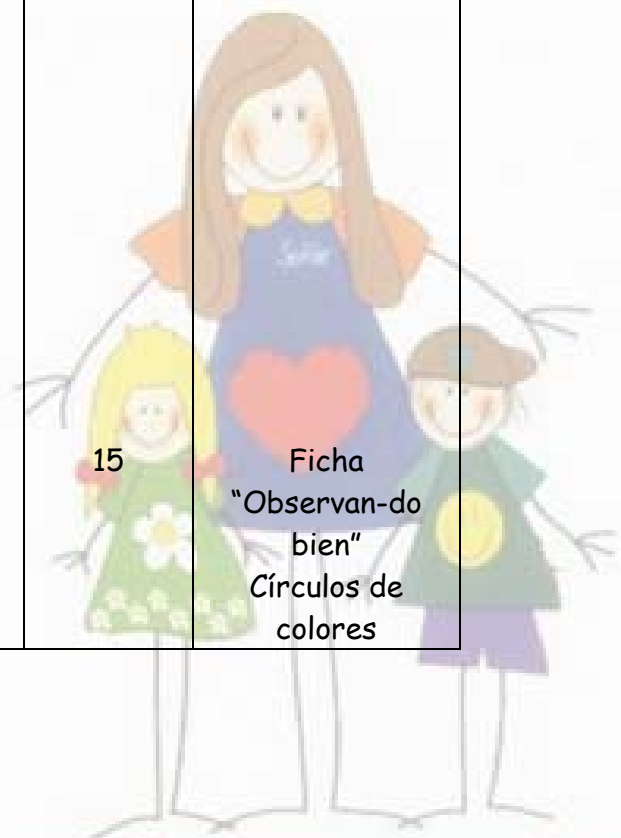 15
Ficha
“Observan-do
bien”
Círculos de
colores